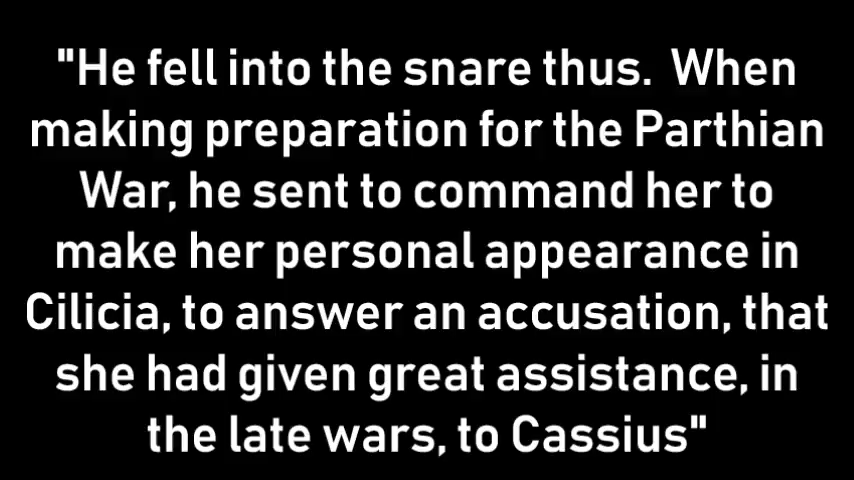 "He fell into the snare thus.  When
making preparation for the Parthian
War, he sent to command her to
make her personal appearance in
Cilicia, to answer an accusation, that
she had given great assistance, in
the late wars, to Cassius"